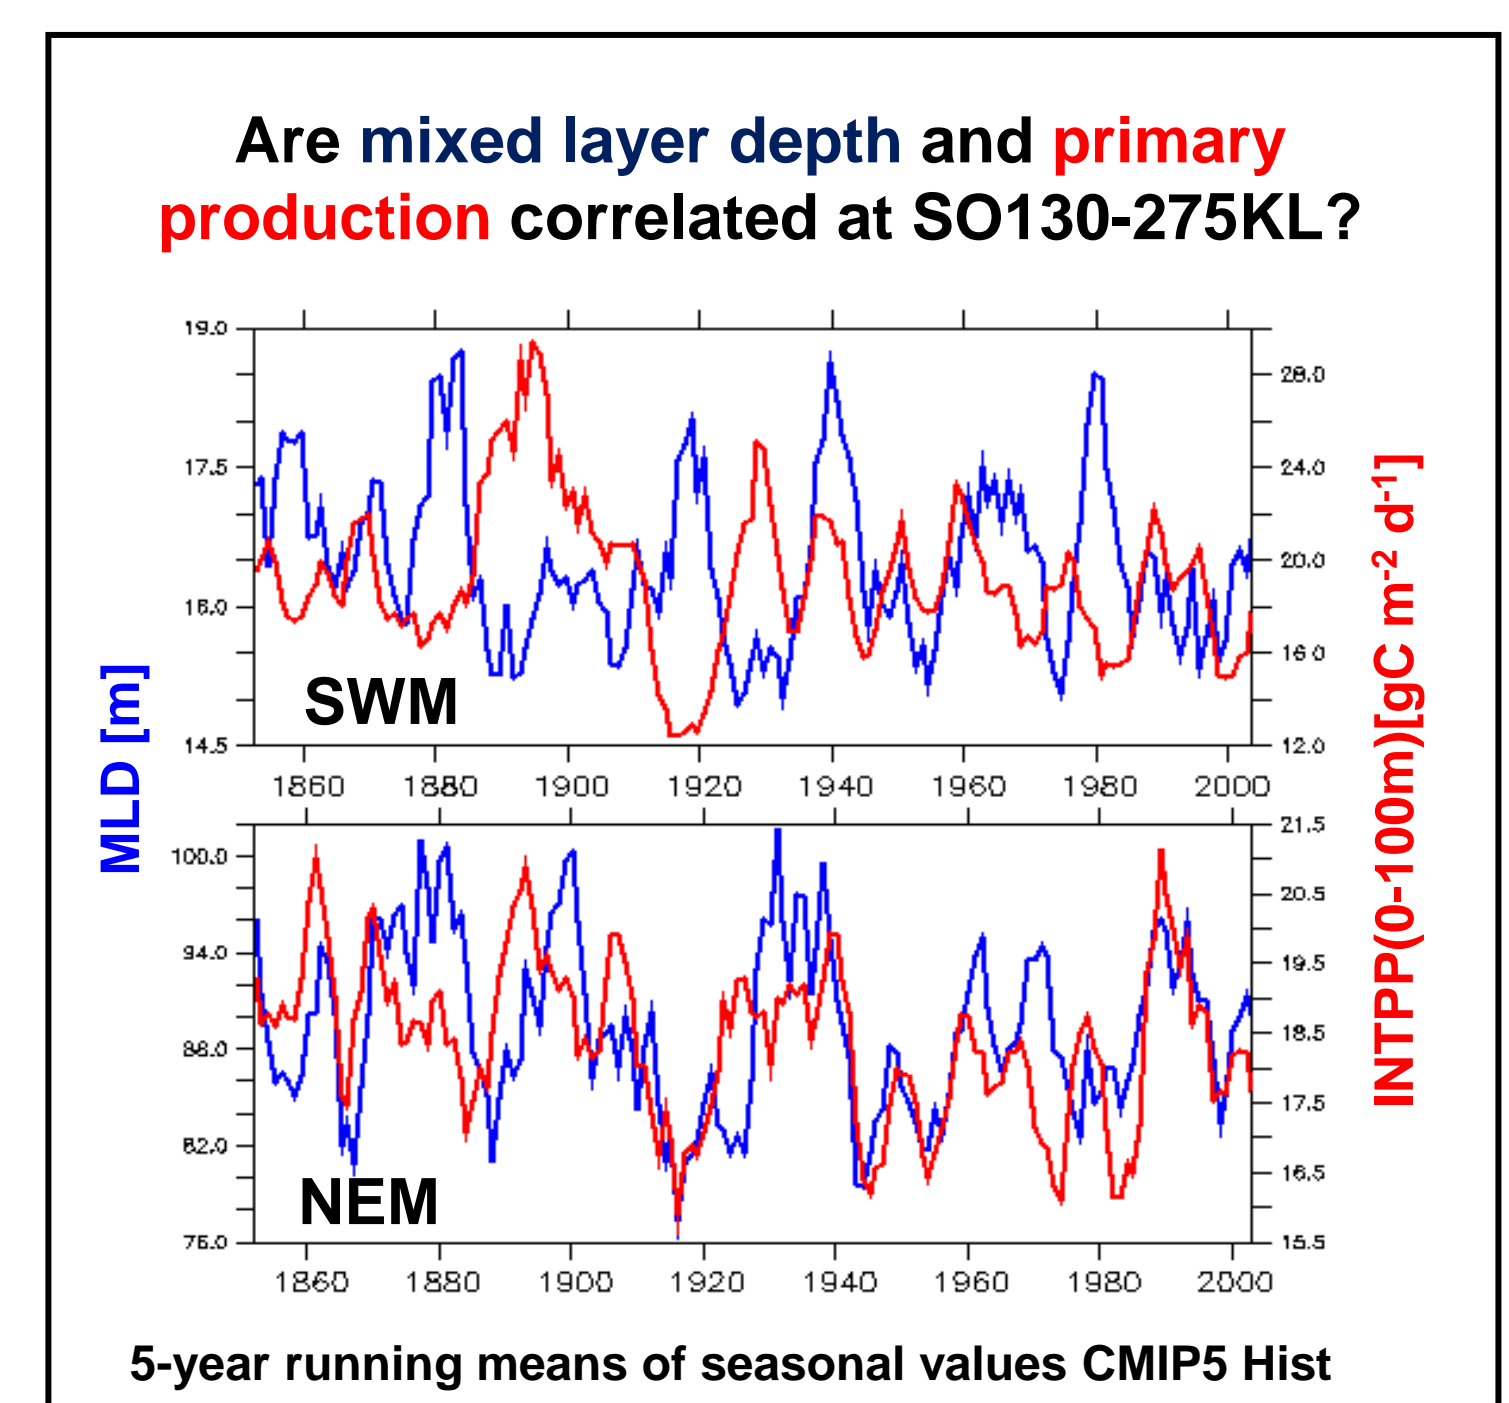 Are mixed layer depth and primary
production correlated at SO130-275KL?
19.0
17.5
16.0
14.5
28.0
24.0
20.0
16.0
12.0
SWM
1860 1880 1900 1920 1940 1960 1980 2000
MLD [m]
INTPP(0-100m)[gC m-2 d-1]
100.0
94.0
88.0
82.0
76.0
21.5
20.5
19.5
18.5
17.5
16.5
15.5
NEM
1860 1880 1900 1920 1940 1960 1980 2000
5-year running means of seasonal values CMIP5 Hist